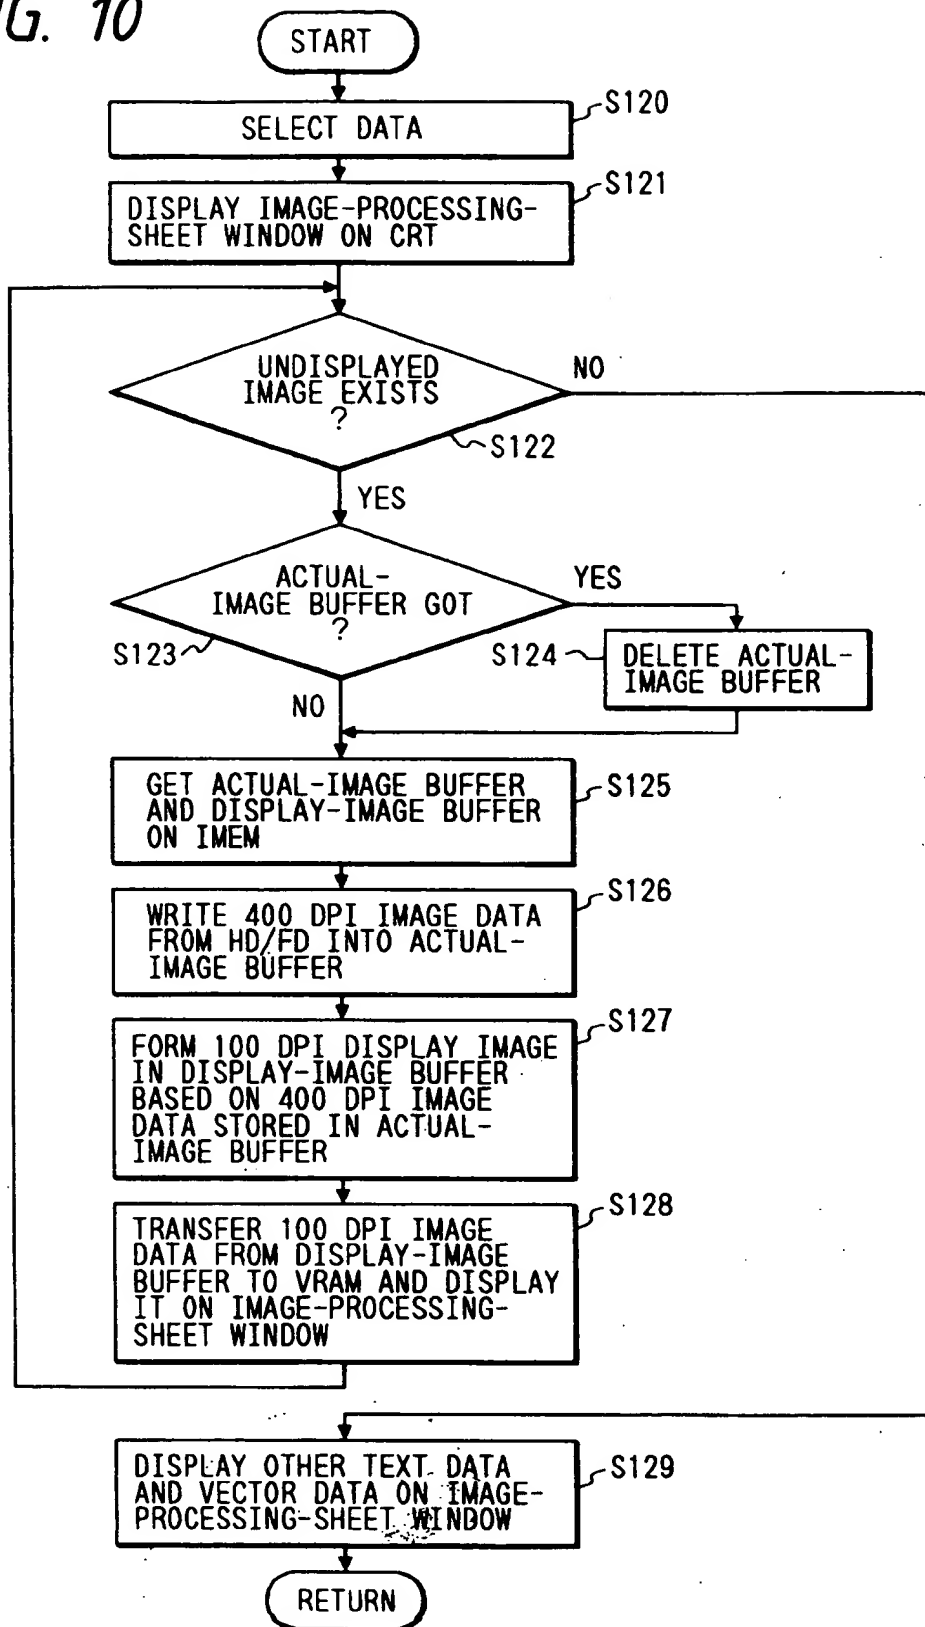 G. 10
START
S120
SELECT DATA
S121
DISPLAY IMAGE-PROCESSING-
SHEET WINDOW ON CRT
UNDISPLAYED
IMAGE EXISTS
?
NO
S122
YES
ACTUAL-
IMAGE BUFFER GOT
?
YES
S123
S124
DELETE ACTUAL-
IMAGE BUFFER
NO
GET ACTUAL-IMAGE BUFFER
AND DISPLAY-IMAGE BUFFER
ON IMEM
S125
WRITE 400 DPI IMAGE DATA
FROM HD/FD INTO ACTUAL-
IMAGE BUFFER
S126
FORM 100 DPI DISPLAY IMAGE
IN DISPLAY-IMAGE BUFFER
BASED ON 400 DPI IMAGE
DATA STORED IN ACTUAL-
IMAGE BUFFER
S127
TRANSFER 100 DPI IMAGE
DATA FROM DISPLAY-IMAGE
BUFFER TO VRAM AND DISPLAY
IT ON IMAGE-PROCESSING-
SHEET WINDOW
S128
DISPLAY OTHER TEXT DATA
AND VECTOR DATA ON IMAGE-
PROCESSING-SHEET WINDOW
S129
RETURN